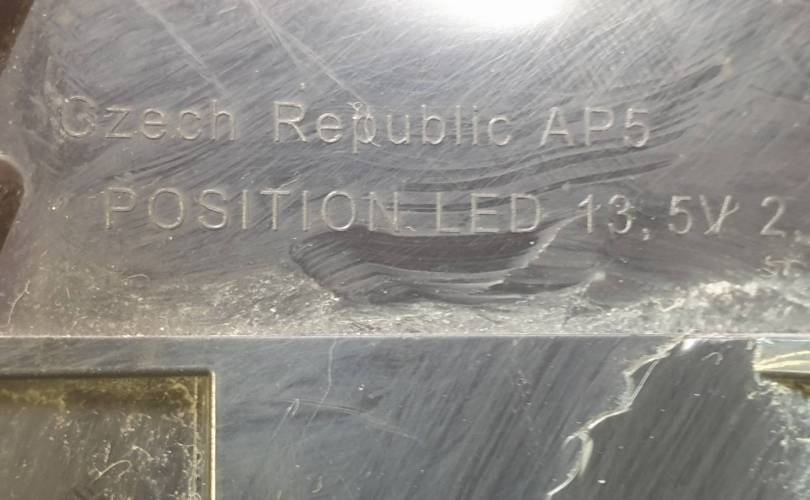 Czech Republic AP5
POSITION LED 13,5V 2,